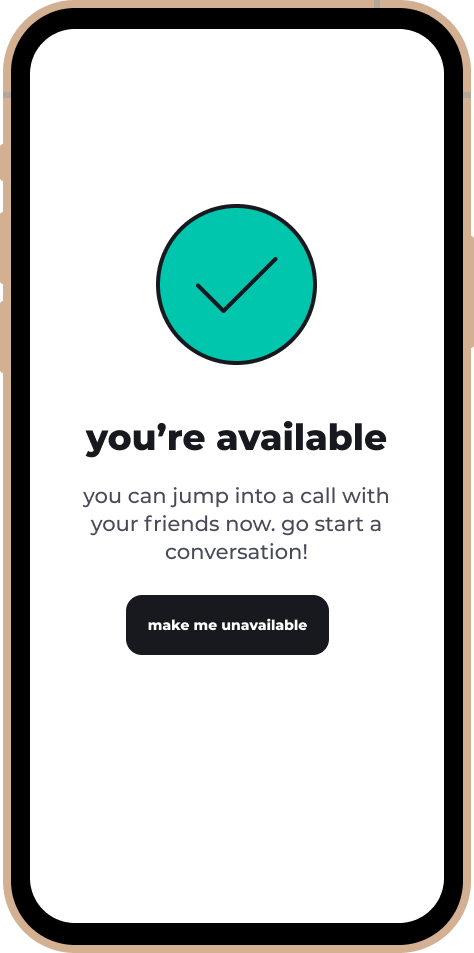 you’re available
you can jump into a call with
your friends now. go start a
conversation!
make me unavailable